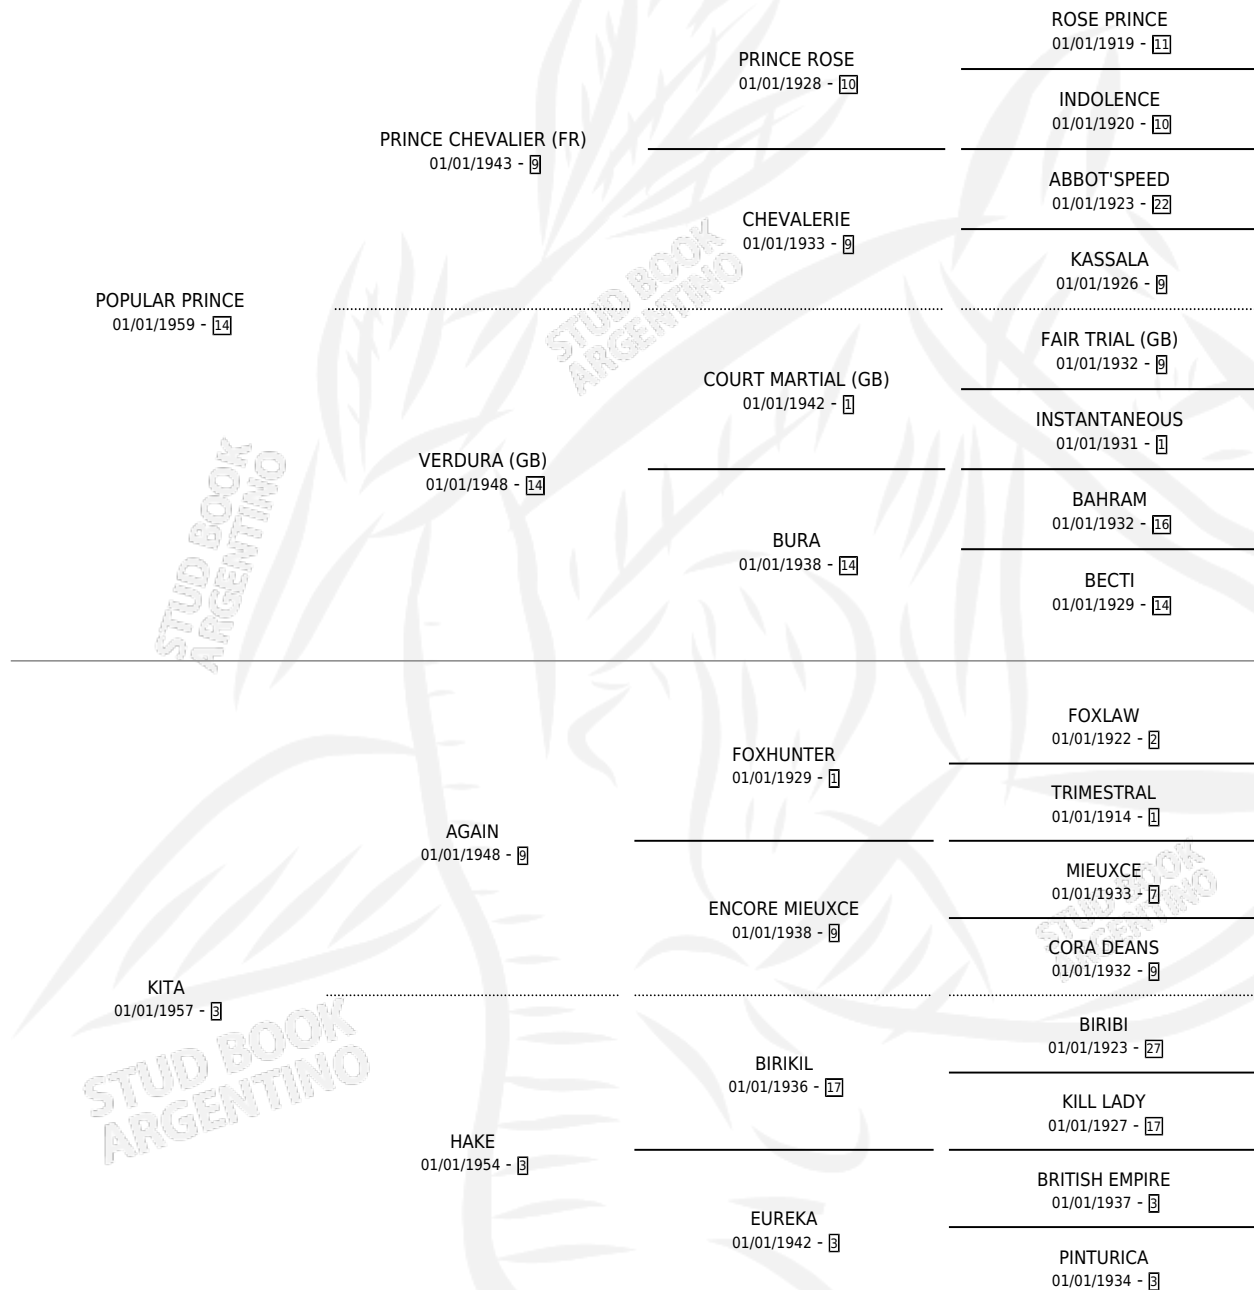 ROSE PRINCE
01/01/1919 - 11
PRINCE ROSE
01/01/1928 - 10
INDOLENCE
01/01/1920 - 10
PRINCE CHEVALIER (FR)
01/01/1943 - 9
ABBOT'SPEED
01/01/1923 - 22
CHEVALERIE
01/01/1933 - 9
KASSALA
01/01/1926 - 9
POPULAR PRINCE
01/01/1959 - 14
FAIR TRIAL (GB)
01/01/1932 - 9
COURT MARTIAL (GB)
01/01/1942 - 1
INSTANTANEOUS
01/01/1931 - 1
VERDURA (GB)
01/01/1948 - 14
BAHRAM
01/01/1932 - 16
BURA
01/01/1938 - 14
BECTI
01/01/1929 - 14
FOXLAW
01/01/1922 - 2
FOXHUNTER
01/01/1929 - 1
TRIMESTRAL
01/01/1914 - 1
AGAIN
01/01/1948 - 9
MIEUXCE
01/01/1933 - 7
ENCORE MIEUXCE
01/01/1938 - 9
CORA DEANS
01/01/1932 - 9
KITA
01/01/1957 - 3
BIRIBI
01/01/1923 - 27
BIRIKIL
01/01/1936 - 17
KILL LADY
01/01/1927 - 17
HAKE
01/01/1954 - 3
BRITISH EMPIRE
01/01/1937 - 3
EUREKA
01/01/1942 - 3
PINTURICA
01/01/1934 - 3
STUD BOOK
ARGENTINO
STUD BOOK
ARGENTINO
STUD BOOK
ARGENTINO
STUD BOOK
ARGENTINO